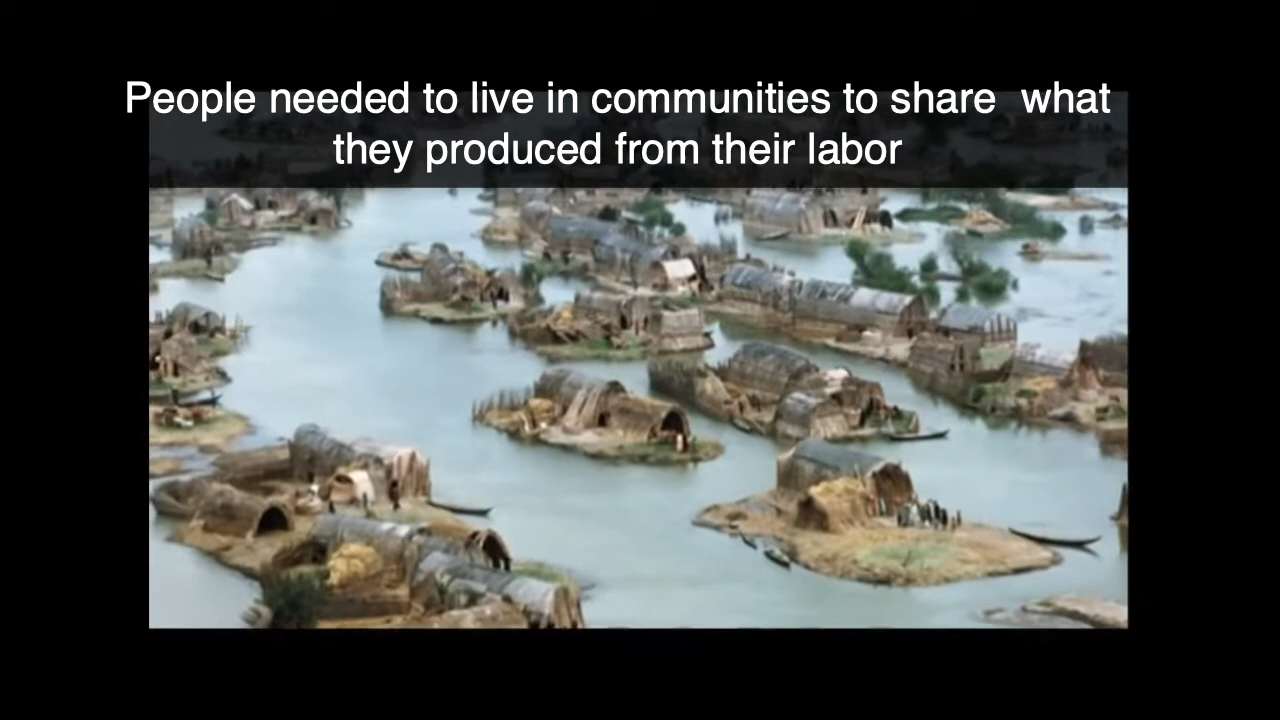 People needed to live in communities to share  what
they produced from their labor